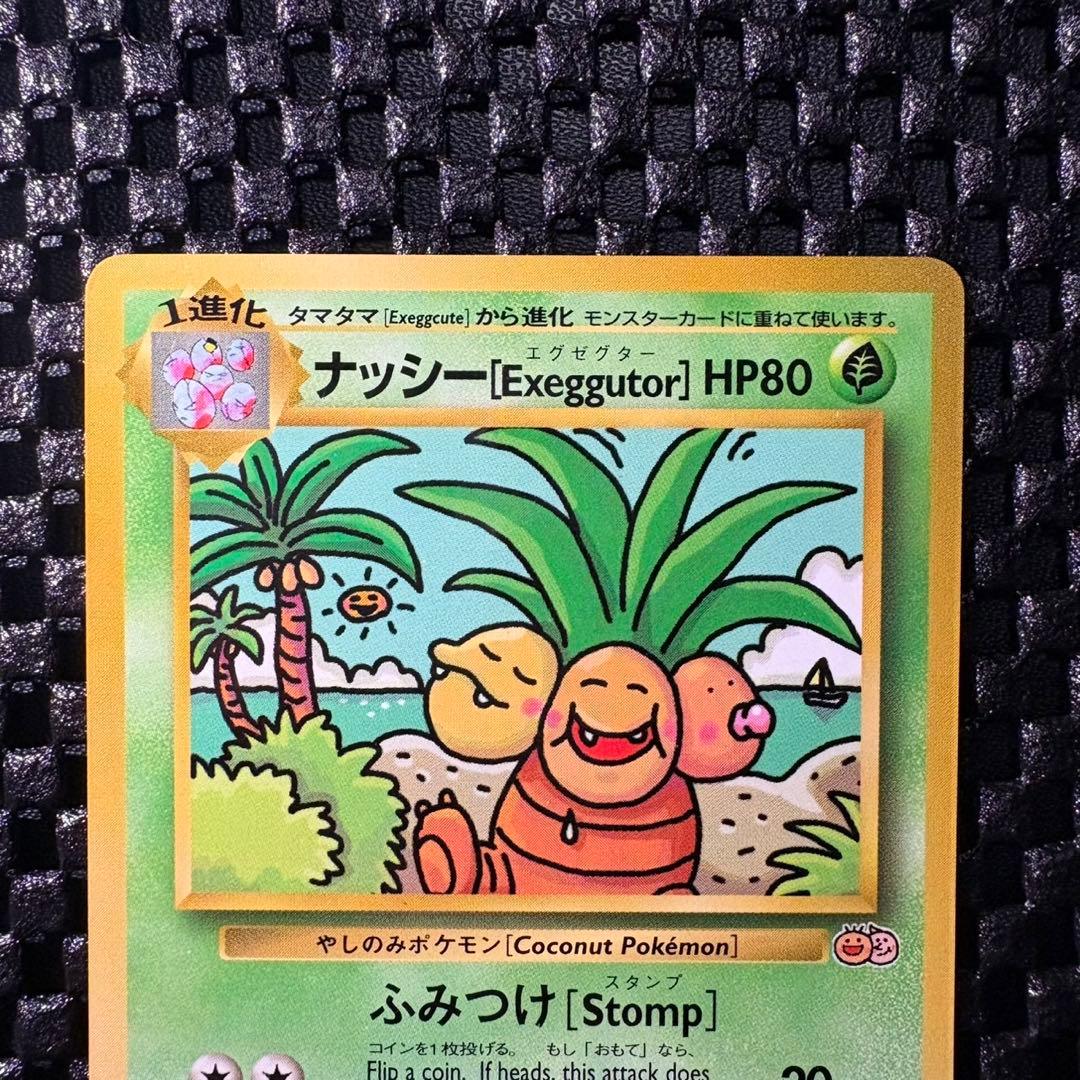 1進化
タマタマ[Exeggcute]から進化 モンスターカードに重ねて使います。
エグゼグター
ナッシー[Exeggutor] HP80
やしのみポケモン[Coconut Pokémon]
スタンプ
ふみつけ[Stomp]
コインを1枚投げる。 もし「おもて」なら、
Flip a coin. If heads, this attack does
20